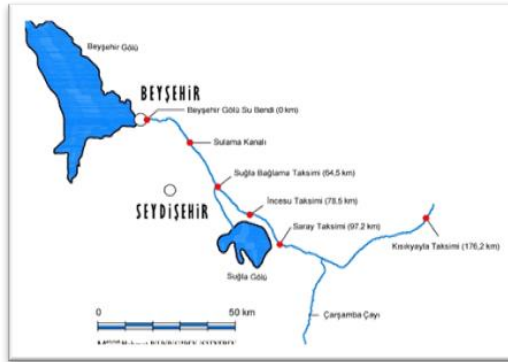 Beyşehir Gölü
BEYŞEHİR
Beyşehir Gölü Su Bendi (0 km)
Sulama Kanalı
Suğla Bağlama Taksimi (64,5 km)
SEYDİŞEHİR
İncesu Taksimi (78,5 km)
Saray Taksimi (97,2 km)
Kısıkyayla Taksimi (176,2 km)
Suğla Gölü
0 50 km
Çarşamba Çayı